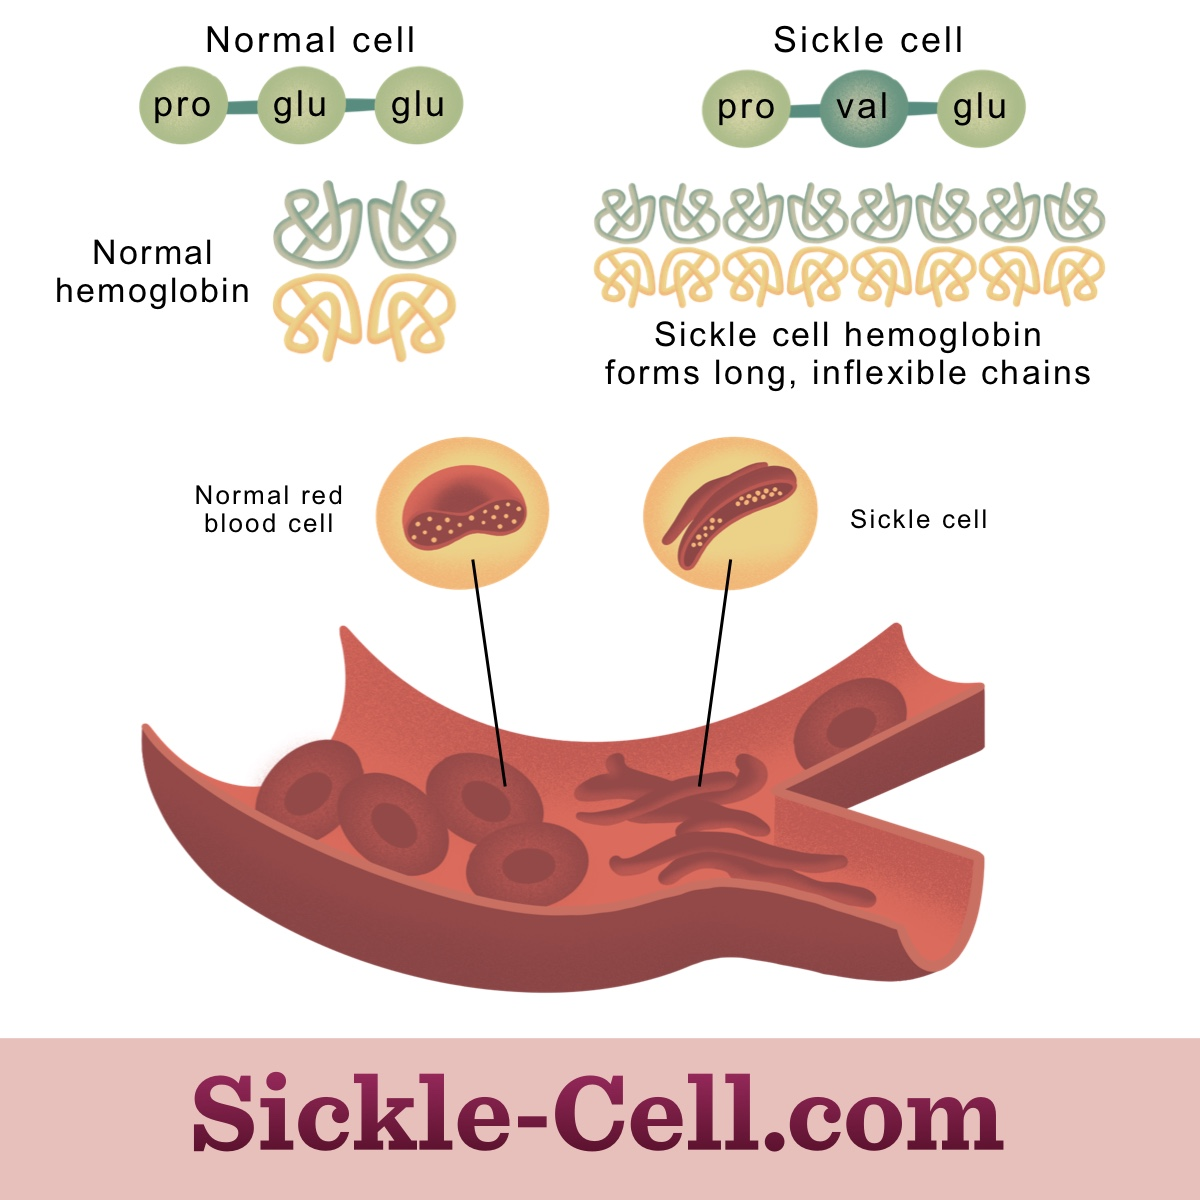 Normal cell
Sickle cell
pro glu glu
pro val glu
Normal
hemoglobin
Sickle cell hemoglobin
forms long, inflexible chains
Normal red
blood cell
Sickle cell
Sickle-Cell.com